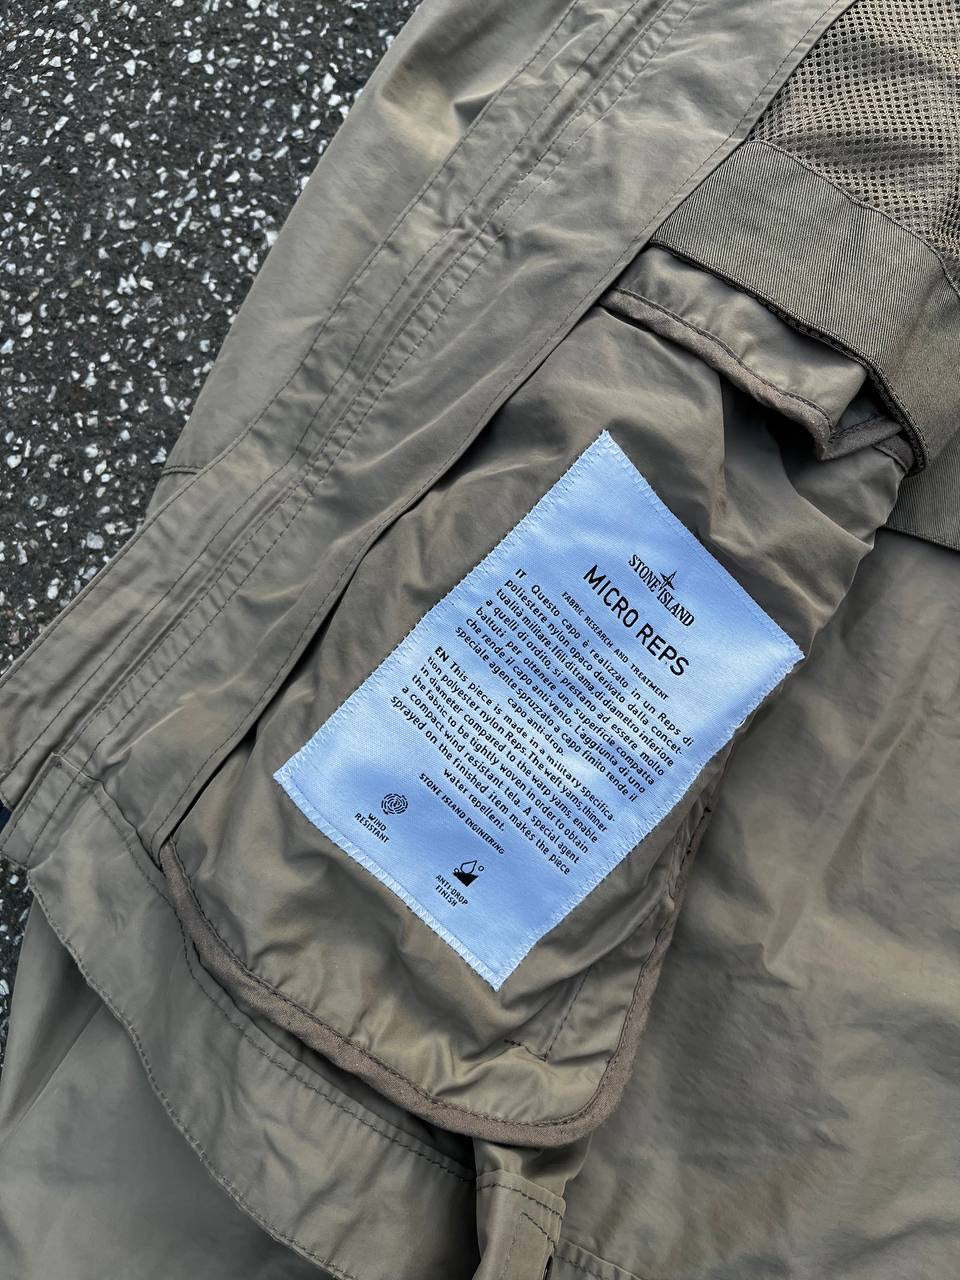 STONE ISLAND
MICRO REPS
FABRIC RESEARCH AND TREATMENT
IT Questo capo è realizzato in un Reps di
poliestere nylon opaco derivato dalla concet-
tualità militare. I fili di trama, di diametro inferiore
a quelli di ordito, si prestano ad essere molto
battuti per ottenere una superficie compatta
che rende il capo antivento. L'aggiunta di uno
speciale agente spruzzato a capo finito rende il
capo anti-drop.
EN This piece is made in a military specifica-
tion polyester nylon Reps. The weft yarns, thinner
in diameter compared to the warp yarns, enable
the fabric to be tightly woven in order to obtain
a compact wind resistant tela. A special agent
sprayed on the finished item makes the piece
water repellent.
STONE ISLAND ENGINEERING
WIND
RESISTANT
ANTI-DROP
FINISH